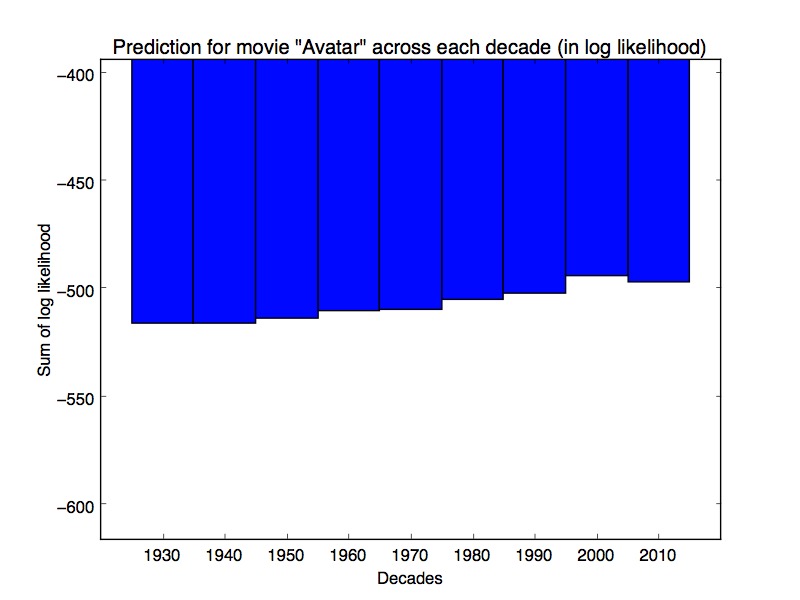 Prediction for movie "Avatar" across each decade (in log likelihood)
−400
−450
−500
−550
−600
Sum of log likelihood
1930 1940 1950 1960 1970 1980 1990 2000 2010
Decades